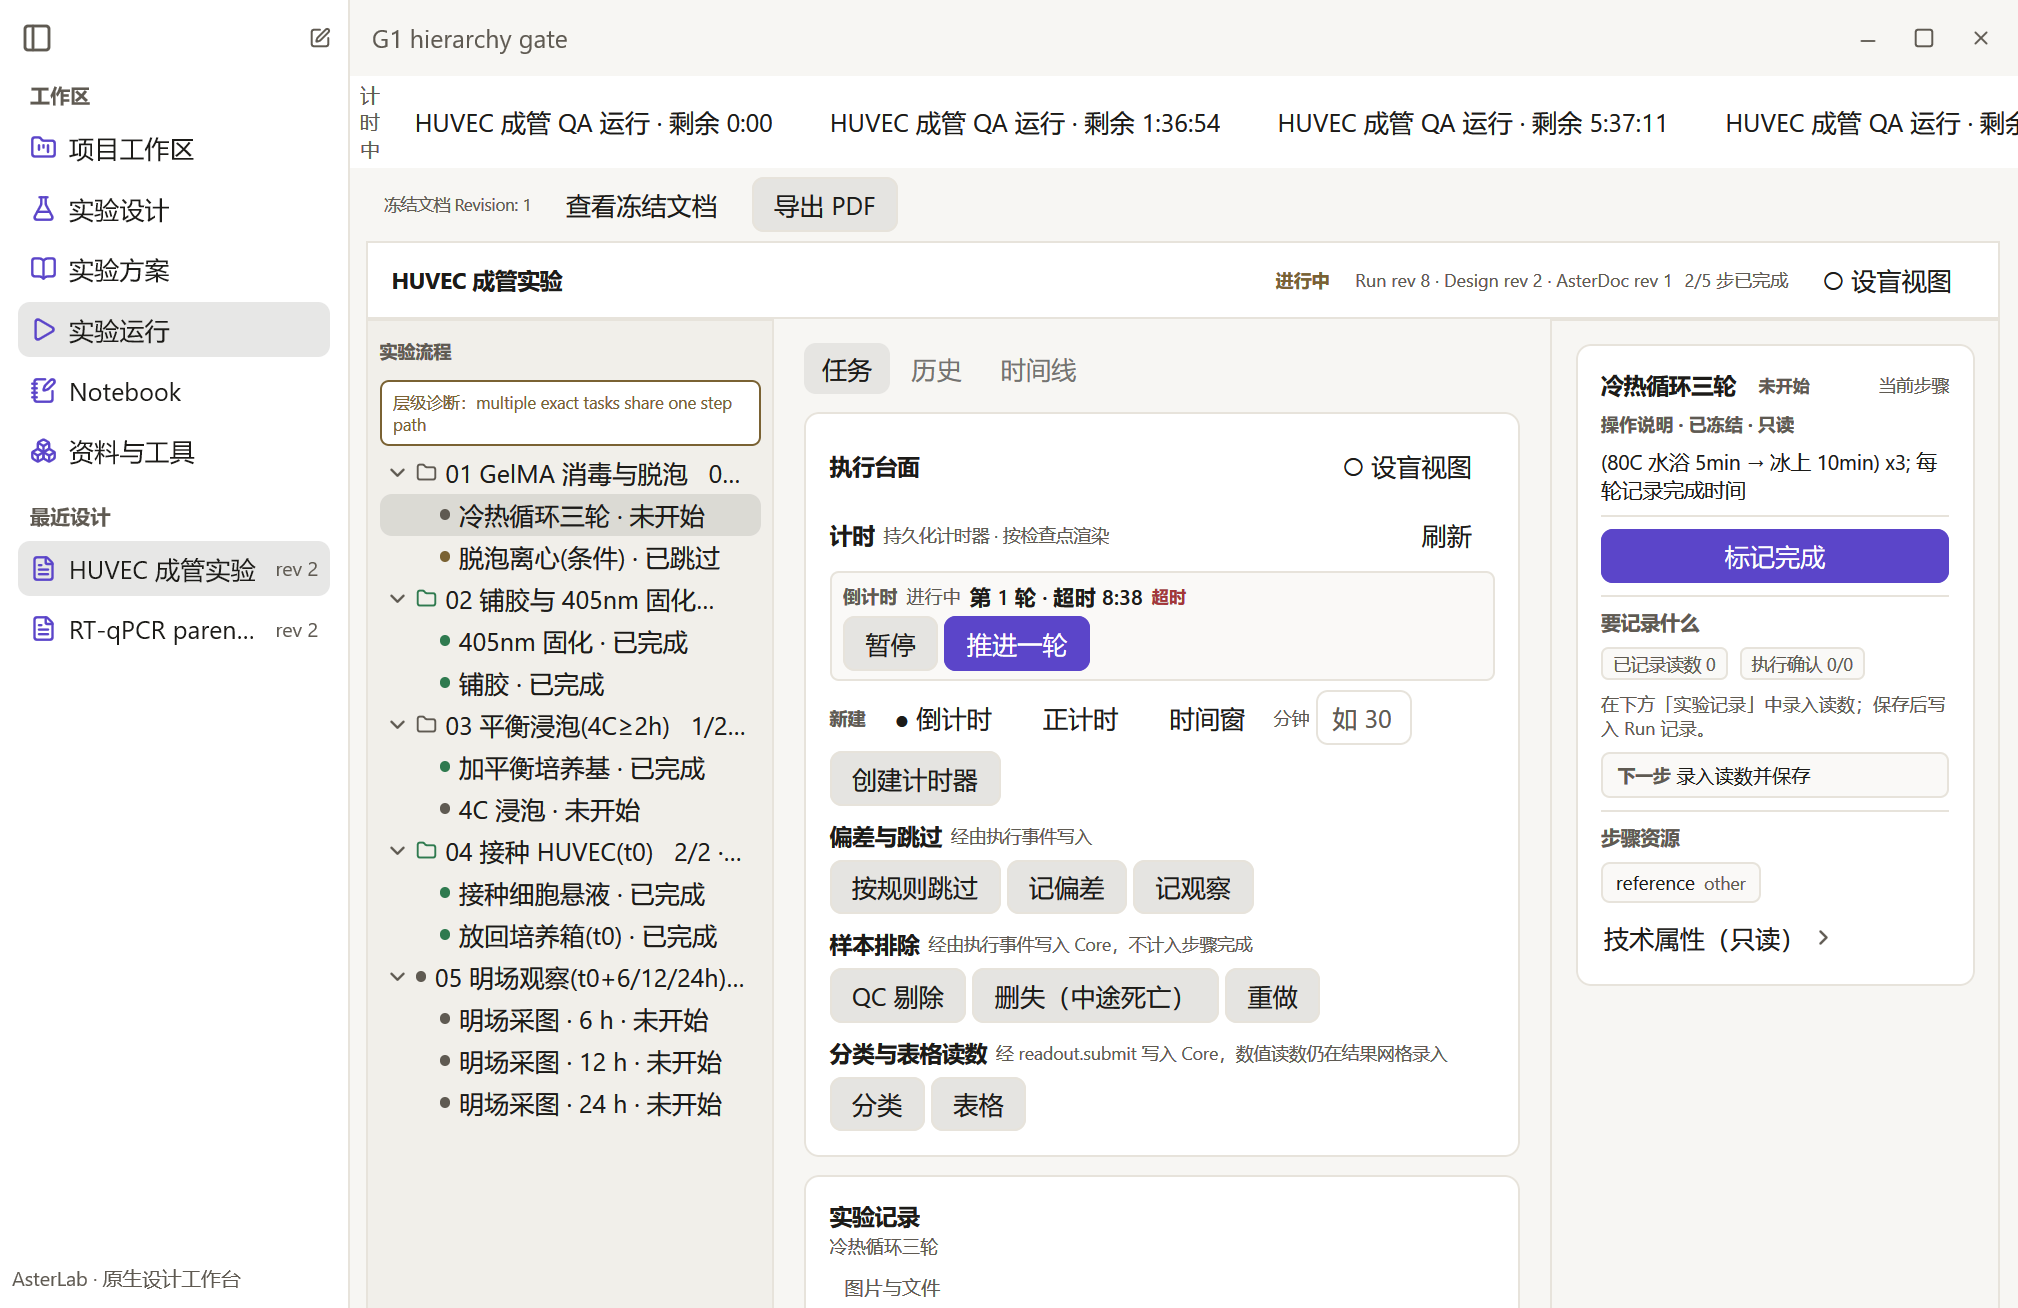 G1 hierarchy gate
工作区
项目工作区
实验设计
实验方案
实验运行
Notebook
资料与工具
最近设计
HUVEC 成管实验 rev 2
RT-qPCR paren... rev 2
AsterLab · 原生设计工作台
计时中
HUVEC 成管 QA 运行 · 剩余 0:00
HUVEC 成管 QA 运行 · 剩余 1:36:54
HUVEC 成管 QA 运行 · 剩余 5:37:11
HUVEC 成管 QA 运行 · 剩余
冻结文档 Revision: 1
查看冻结文档
导出 PDF
HUVEC 成管实验
进行中
Run rev 8 · Design rev 2 · AsterDoc rev 1
2/5 步已完成
设盲视图
实验流程
层级诊断：multiple exact tasks share one step
path
01 GelMA 消毒与脱泡 0...
冷热循环三轮 · 未开始
脱泡离心(条件) · 已跳过
02 铺胶与 405nm 固化...
405nm 固化 · 已完成
铺胶 · 已完成
03 平衡浸泡(4C≥2h) 1/2...
加平衡培养基 · 已完成
4C 浸泡 · 未开始
04 接种 HUVEC(t0) 2/2 ·...
接种细胞悬液 · 已完成
放回培养箱(t0) · 已完成
05 明场观察(t0+6/12/24h)...
明场采图 · 6 h · 未开始
明场采图 · 12 h · 未开始
明场采图 · 24 h · 未开始
任务
历史
时间线
执行台面
设盲视图
计时 持久化计时器 · 按检查点渲染
刷新
倒计时 进行中 第 1 轮 · 超时 8:38 超时
暂停
推进一轮
新建
● 倒计时
正计时
时间窗
分钟
如 30
创建计时器
偏差与跳过 经由执行事件写入
按规则跳过
记偏差
记观察
样本排除 经由执行事件写入 Core，不计入步骤完成
QC 剔除
删失（中途死亡）
重做
分类与表格读数 经 readout.submit 写入 Core，数值读数仍在结果网格录入
分类
表格
实验记录
冷热循环三轮
图片与文件
冷热循环三轮 未开始 当前步骤
操作说明 · 已冻结 · 只读
(80C 水浴 5min → 冰上 10min) x3; 每
轮记录完成时间
标记完成
要记录什么
已记录读数 0
执行确认 0/0
在下方「实验记录」中录入读数；保存后写
入 Run 记录。
下一步 录入读数并保存
步骤资源
reference other
技术属性（只读）